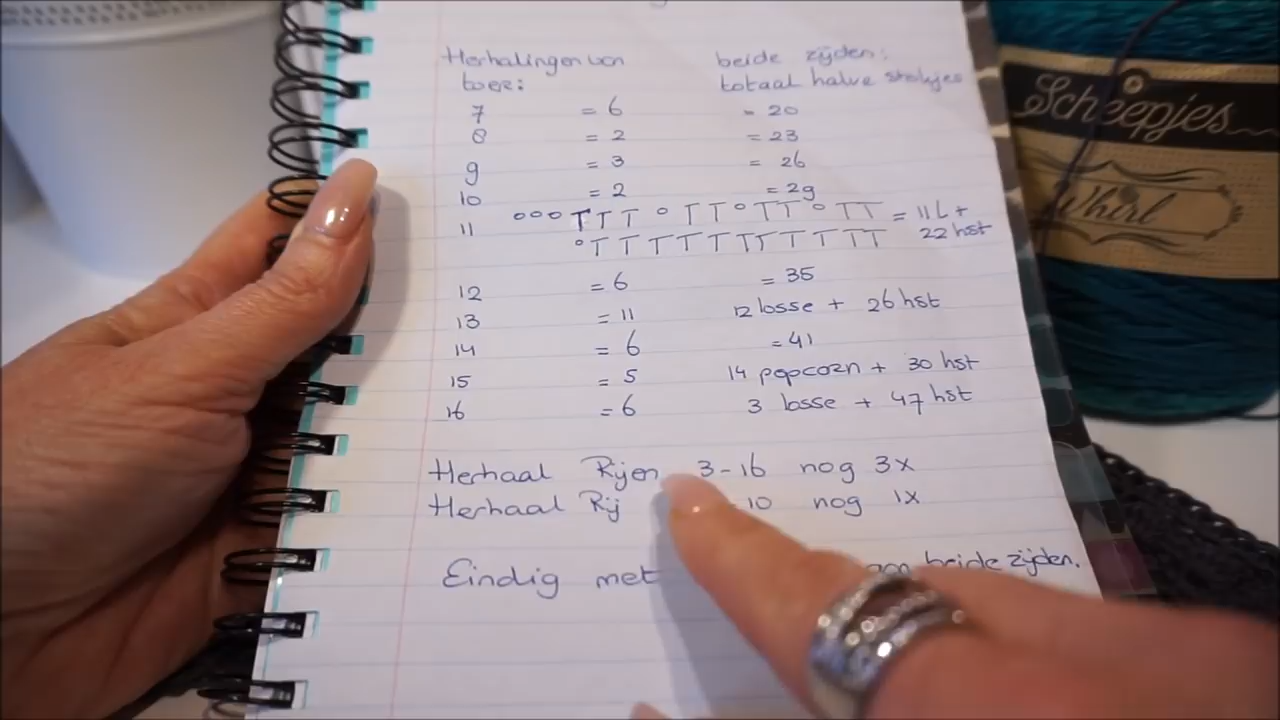 Herhalingen van beide zijden:
toer: totaal halve stokjes
7 = 6 = 20
8 = 2 = 23
9 = 3 = 26
10 = 2 = 29
11 ooo T T T o T T o T T o T T = 11 L +
o T T T T T T T T T T T 22 hst
12 = 6 = 35
13 = 11 12 losse + 26 hst
14 = 6 = 41
15 = 5 14 popcorn + 30 hst
16 = 6 3 losse + 47 hst
Herhaal Rijen 3-16 nog 3x
Herhaal Rij -10 nog 1x
Eindig met aan beide zijden.
Scheepjes
Whirl